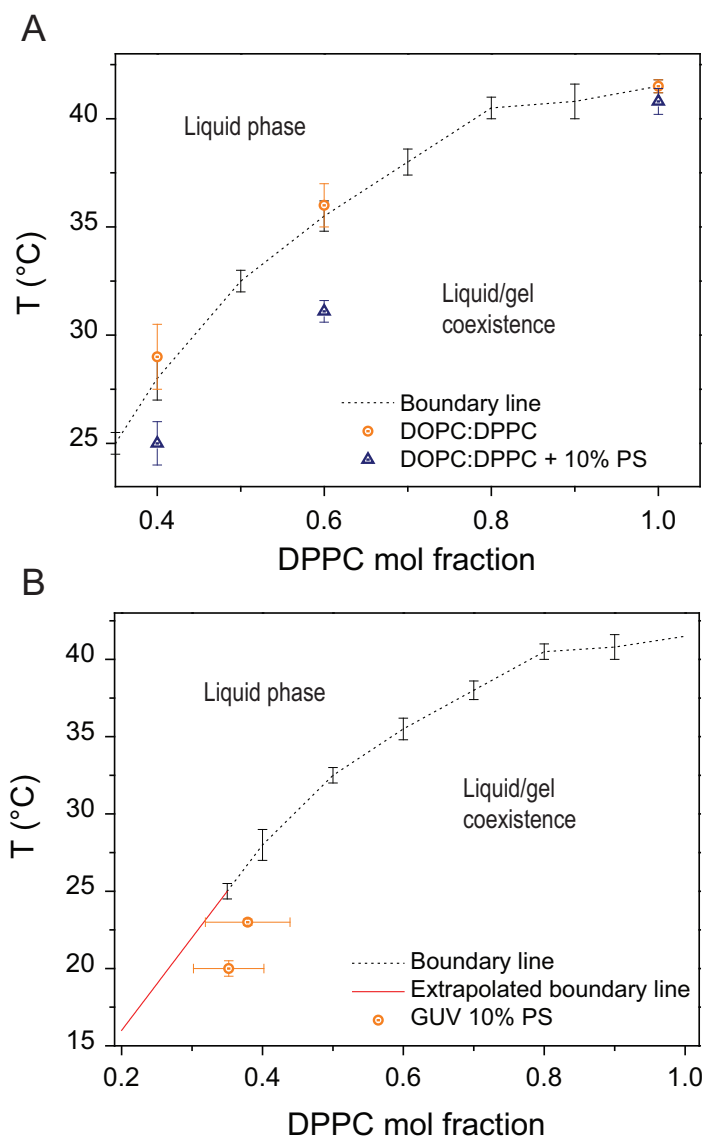 A
T (°C)
40
35
30
25
Liquid phase
Liquid/gel
coexistence
Boundary line
DOPC:DPPC
DOPC:DPPC + 10% PS
0.4 0.6 0.8 1.0
DPPC mol fraction
B
T (°C)
40
35
30
25
20
15
Liquid phase
Liquid/gel
coexistence
Boundary line
Extrapolated boundary line
GUV 10% PS
0.2 0.4 0.6 0.8 1.0
DPPC mol fraction